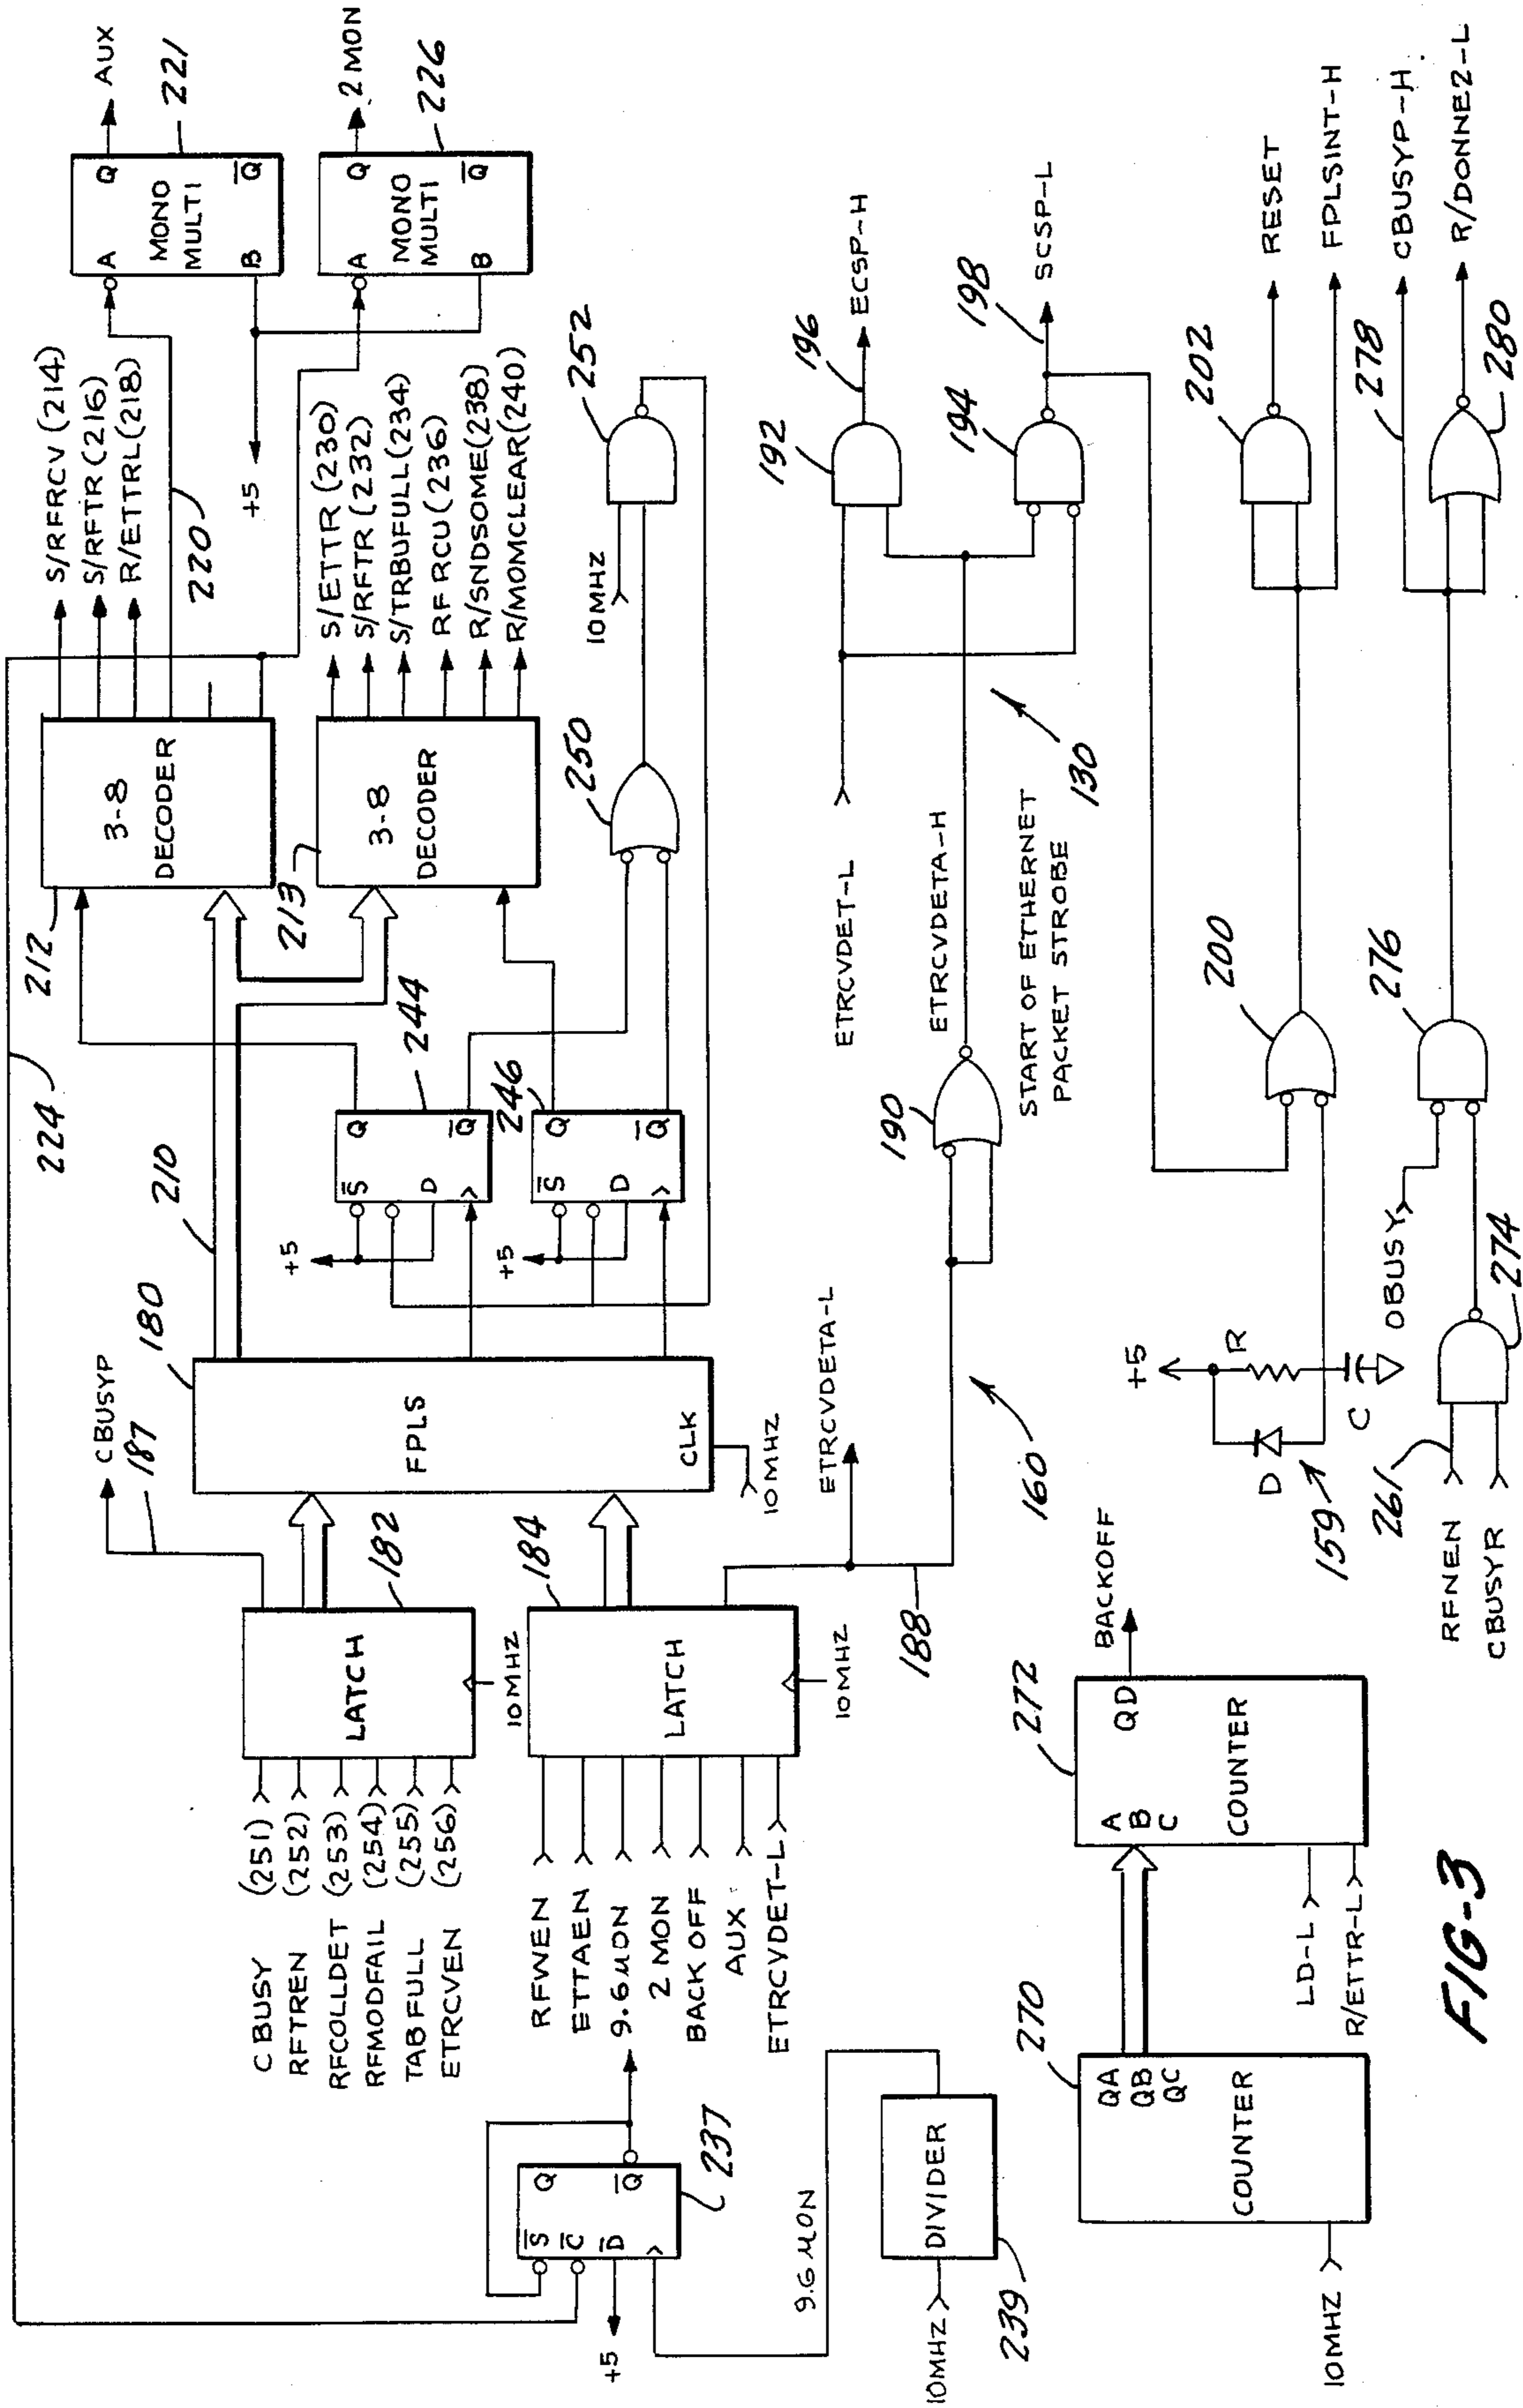 224
212
3-8
DECODER
S/RFRCV (214)
S/RFTR (216)
R/ETTRL (218)
220
A
Q
MONO
MULTI
B
Q
AUX
221
+5
A
Q
MONO
MULTI
B
Q
2 MON
226
213
3-8
DECODER
S/ETTR (230)
S/RFTR (232)
S/TRBUFULL (234)
RF RCU (236)
R/SNDSOME (238)
R/MOMCLEAR (240)
210
180
FPLS
CLK
10 MHZ
CBUSYP
187
244
S
Q
D
Q
+5
246
S
Q
D
Q
+5
250
10MHZ
252
CBUSY (251)
RFTREN (252)
RFCOLLDET (253)
RFMODFAIL (254)
TABFULL (255)
ETRCVEN (256)
LATCH
182
10MHZ
RFWEN
ETTAEN
9.6 μON
2 MON
BACK OFF
AUX
ETRCVDET-L
LATCH
184
10MHZ
188
ETRCVDETA-L
160
190
ETRCVDET-L
ETRCVDETA-H
START OF ETHERNET
PACKET STROBE
130
192
196
ECSP-H
194
198
SCSP-L
S
Q
C
D
Q
+5
237
9.6 μON
10MHZ
DIVIDER
239
10MHZ
COUNTER
QA
QB
QC
270
A
B
C
QD
COUNTER
272
LD-L
R/ETTR-L
BACKOFF
+5
R
D
C
159
200
202
RESET
FPLSINT-H
RFNEN
CBUSYR
261
274
OBUSY
276
278
CBUSYP-H
280
R/DONNE2-L
FIG-3